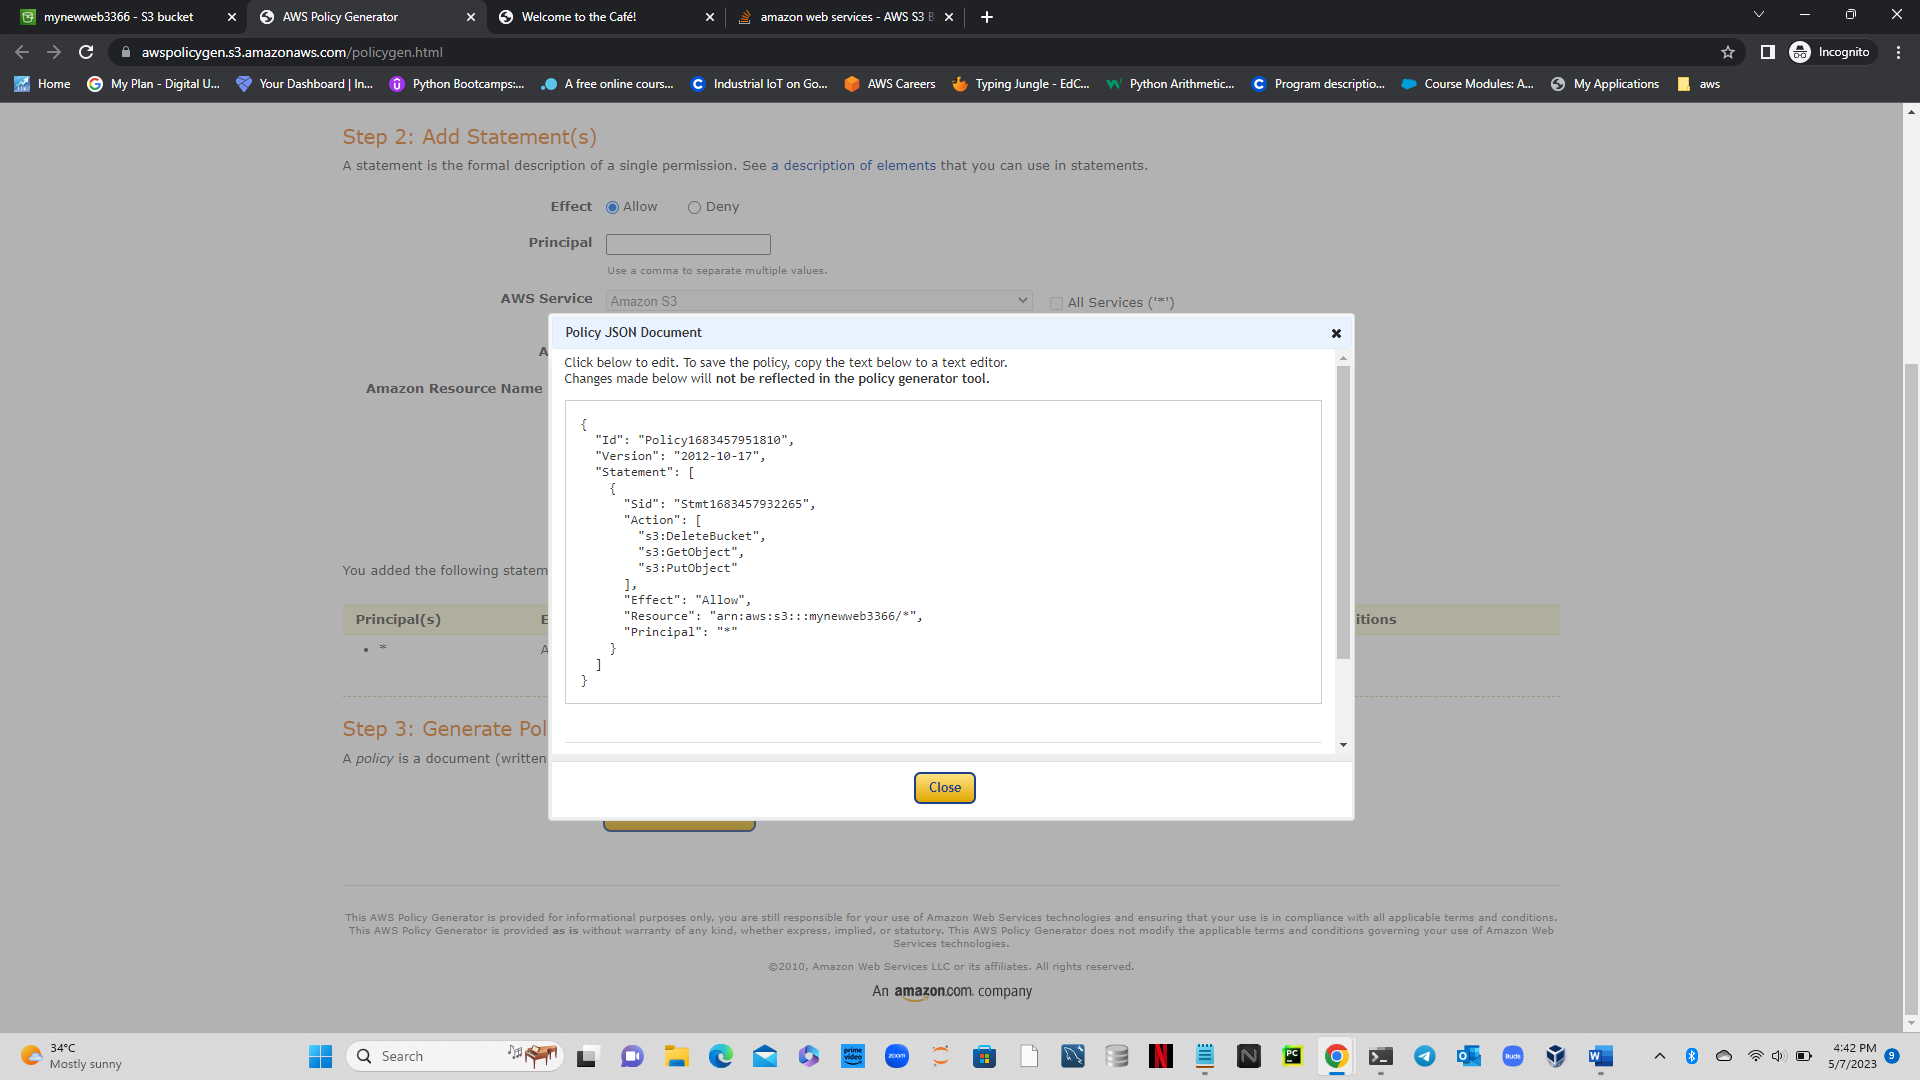 mynewweb3366 - S3 bucket
AWS Policy Generator
Welcome to the Café!
amazon web services - AWS S3 B
awspolicygen.s3.amazonaws.com/policygen.html
Incognito
Home
My Plan - Digital U...
Your Dashboard | In...
Python Bootcamps:...
A free online cours...
Industrial IoT on Go...
AWS Careers
Typing Jungle - EdC...
Python Arithmetic...
Program descriptio...
Course Modules: A...
My Applications
aws
Step 2: Add Statement(s)
A statement is the formal description of a single permission. See a description of elements that you can use in statements.
Effect
Allow
Deny
Principal
Use a comma to separate multiple values.
AWS Service
Amazon S3
All Services ('*')
A
Amazon Resource Name
Policy JSON Document
Click below to edit. To save the policy, copy the text below to a text editor.
Changes made below will not be reflected in the policy generator tool.
{
"Id": "Policy1683457951810",
"Version": "2012-10-17",
"Statement": [
{
"Sid": "Stmt1683457932265",
"Action": [
"s3:DeleteBucket",
"s3:GetObject",
"s3:PutObject"
],
"Effect": "Allow",
"Resource": "arn:aws:s3:::mynewweb3366/*",
"Principal": "*"
}
]
}
Close
You added the following statem
Principal(s)
E
itions
*
A
Step 3: Generate Pol
A policy is a document (written
This AWS Policy Generator is provided for informational purposes only, you are still responsible for your use of Amazon Web Services technologies and ensuring that your use is in compliance with all applicable terms and conditions.
This AWS Policy Generator is provided as is without warranty of any kind, whether express, implied, or statutory. This AWS Policy Generator does not modify the applicable terms and conditions governing your use of Amazon Web
Services technologies.
©2010, Amazon Web Services LLC or its affiliates. All rights reserved.
An amazon.com. company
34°C
Mostly sunny
Search
prime video
zoom
PC
Buds
4:42 PM
5/7/2023
9